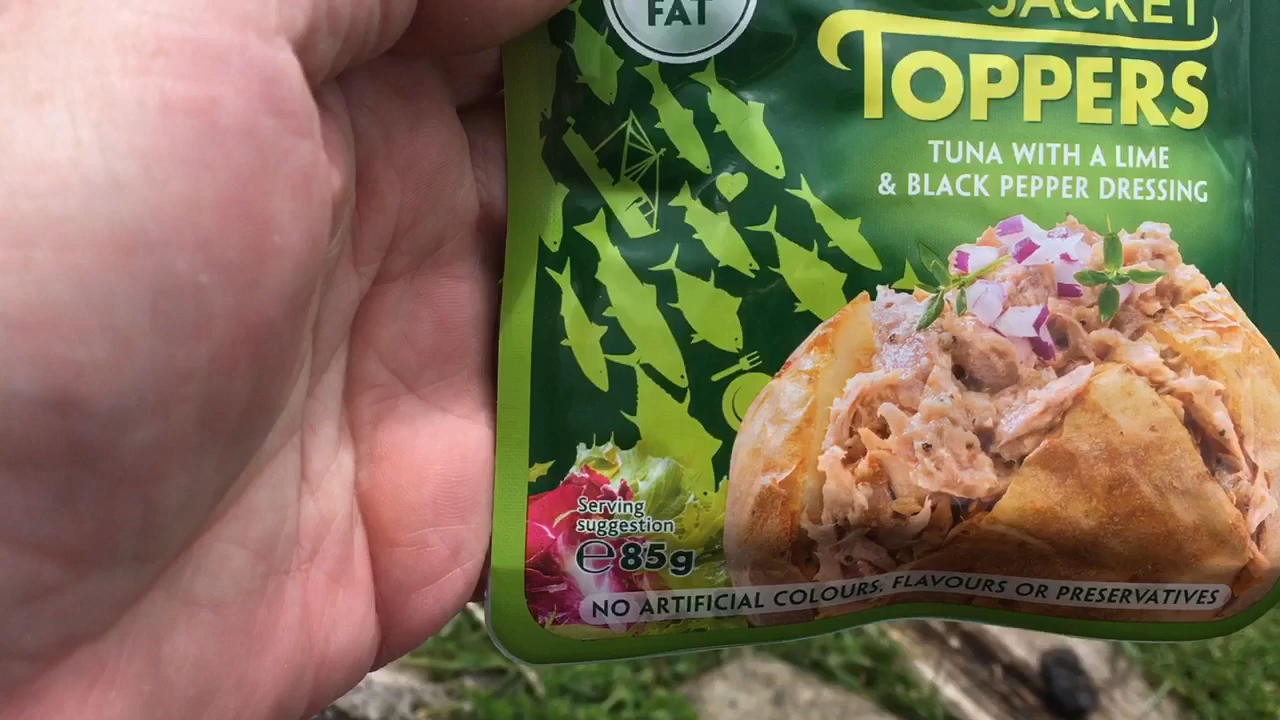 FAT
JACKET
TOPPERS
TUNA WITH A LIME
& BLACK PEPPER DRESSING
Serving
suggestion
℮85g
NO ARTIFICIAL COLOURS, FLAVOURS OR PRESERVATIVES